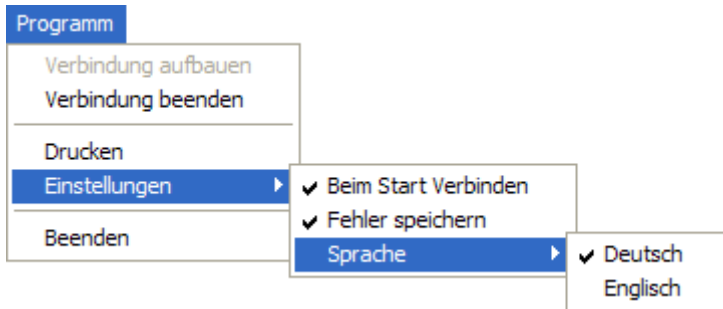 Programm
Verbindung aufbauen
Verbindung beenden
Drucken
Einstellungen
Beenden
Beim Start Verbinden
Fehler speichern
Sprache
Deutsch
Englisch